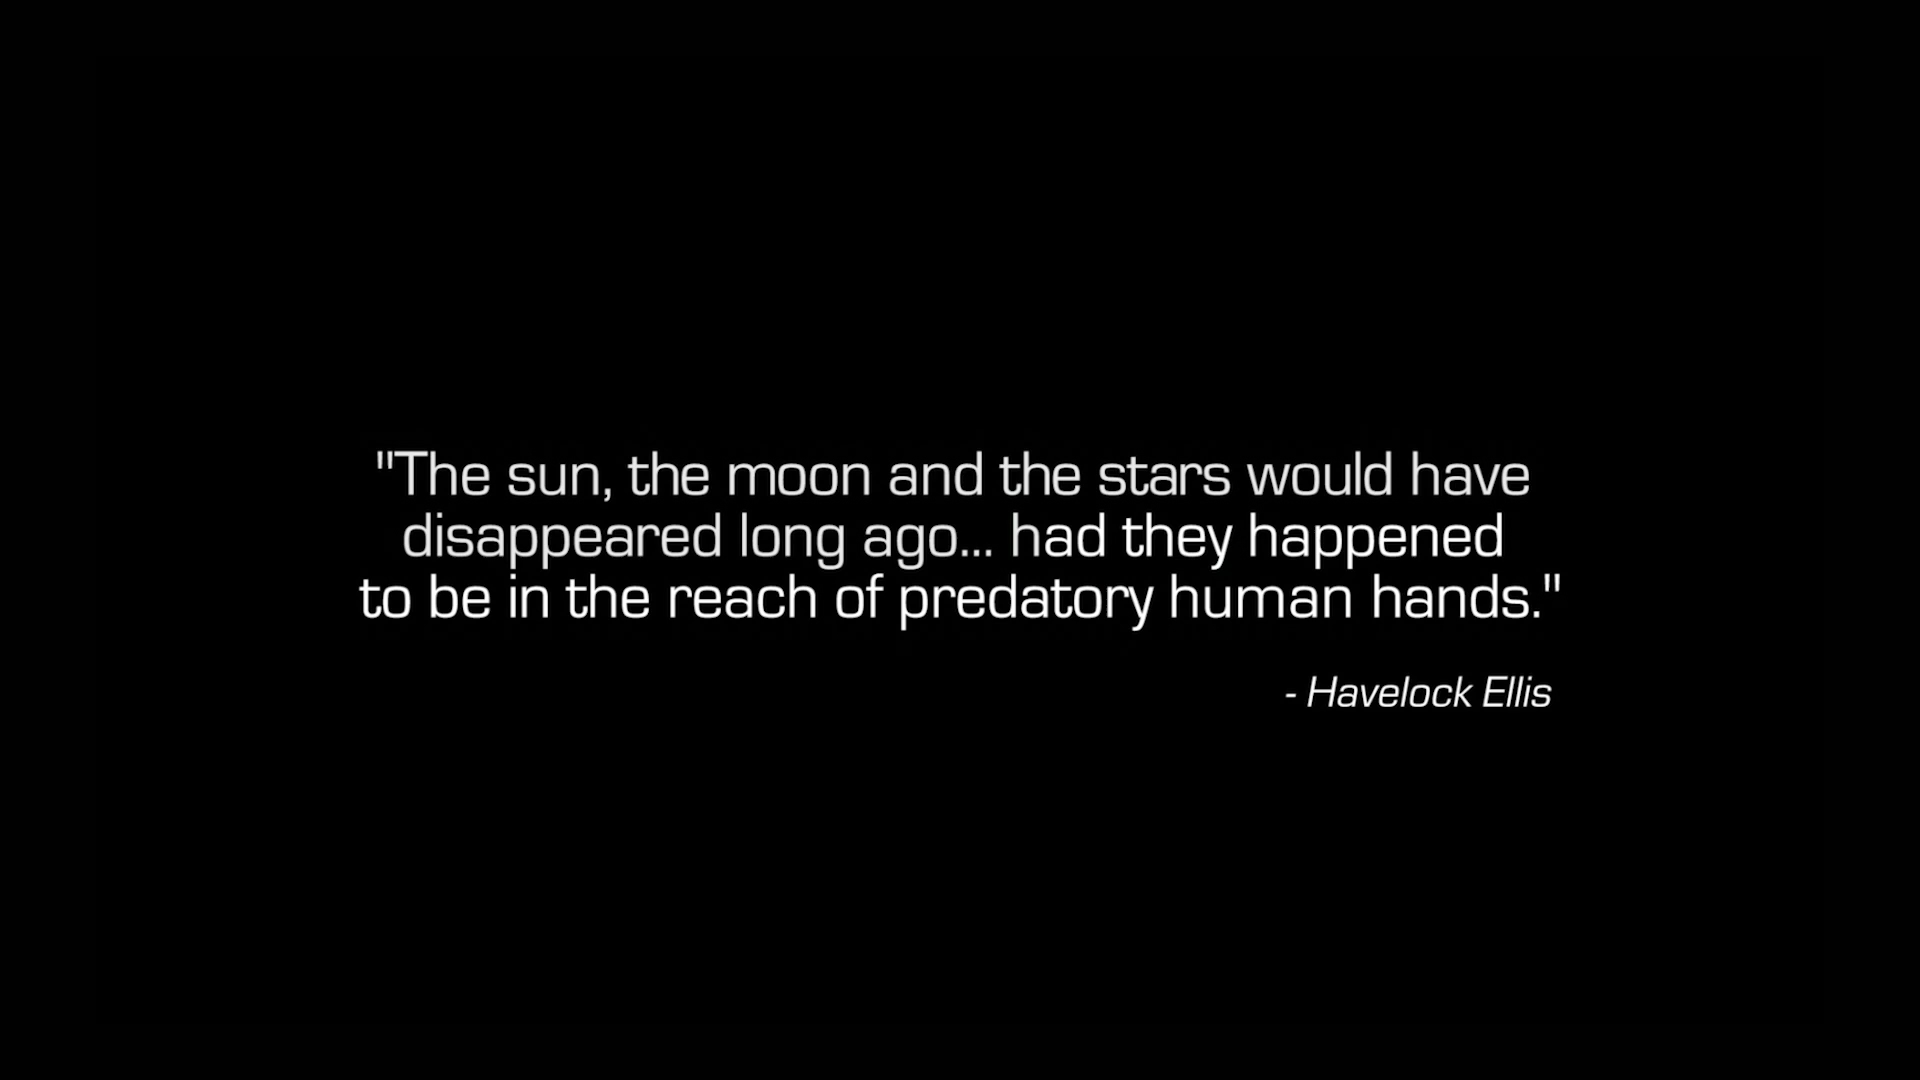 "The sun, the moon and the stars would have
disappeared long ago... had they happened
to be in the reach of predatory human hands."
- Havelock Ellis